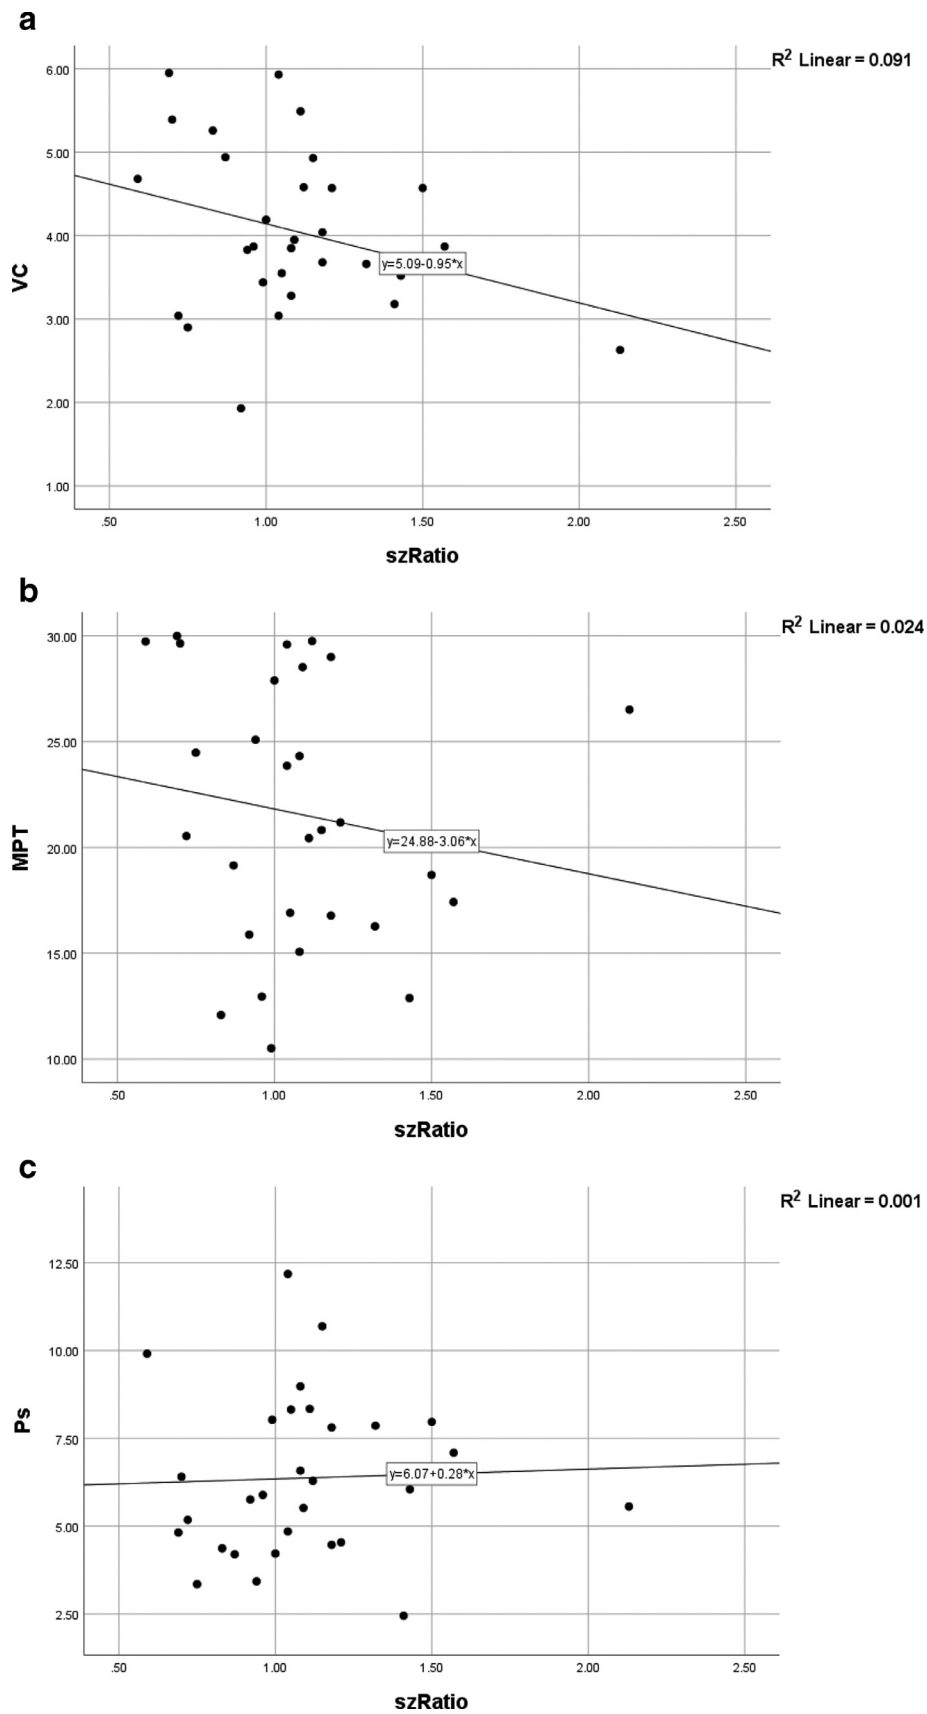 a
R² Linear = 0.091
6.00
5.00
4.00
3.00
2.00
1.00
VC
y=5.09-0.95*x
.50
1.00
1.50
2.00
2.50
szRatio
b
R² Linear = 0.024
30.00
25.00
20.00
15.00
10.00
MPT
y=24.88-3.06*x
.50
1.00
1.50
2.00
2.50
szRatio
c
R² Linear = 0.001
12.50
10.00
7.50
5.00
2.50
Ps
y=6.07+0.28*x
.50
1.00
1.50
2.00
2.50
szRatio